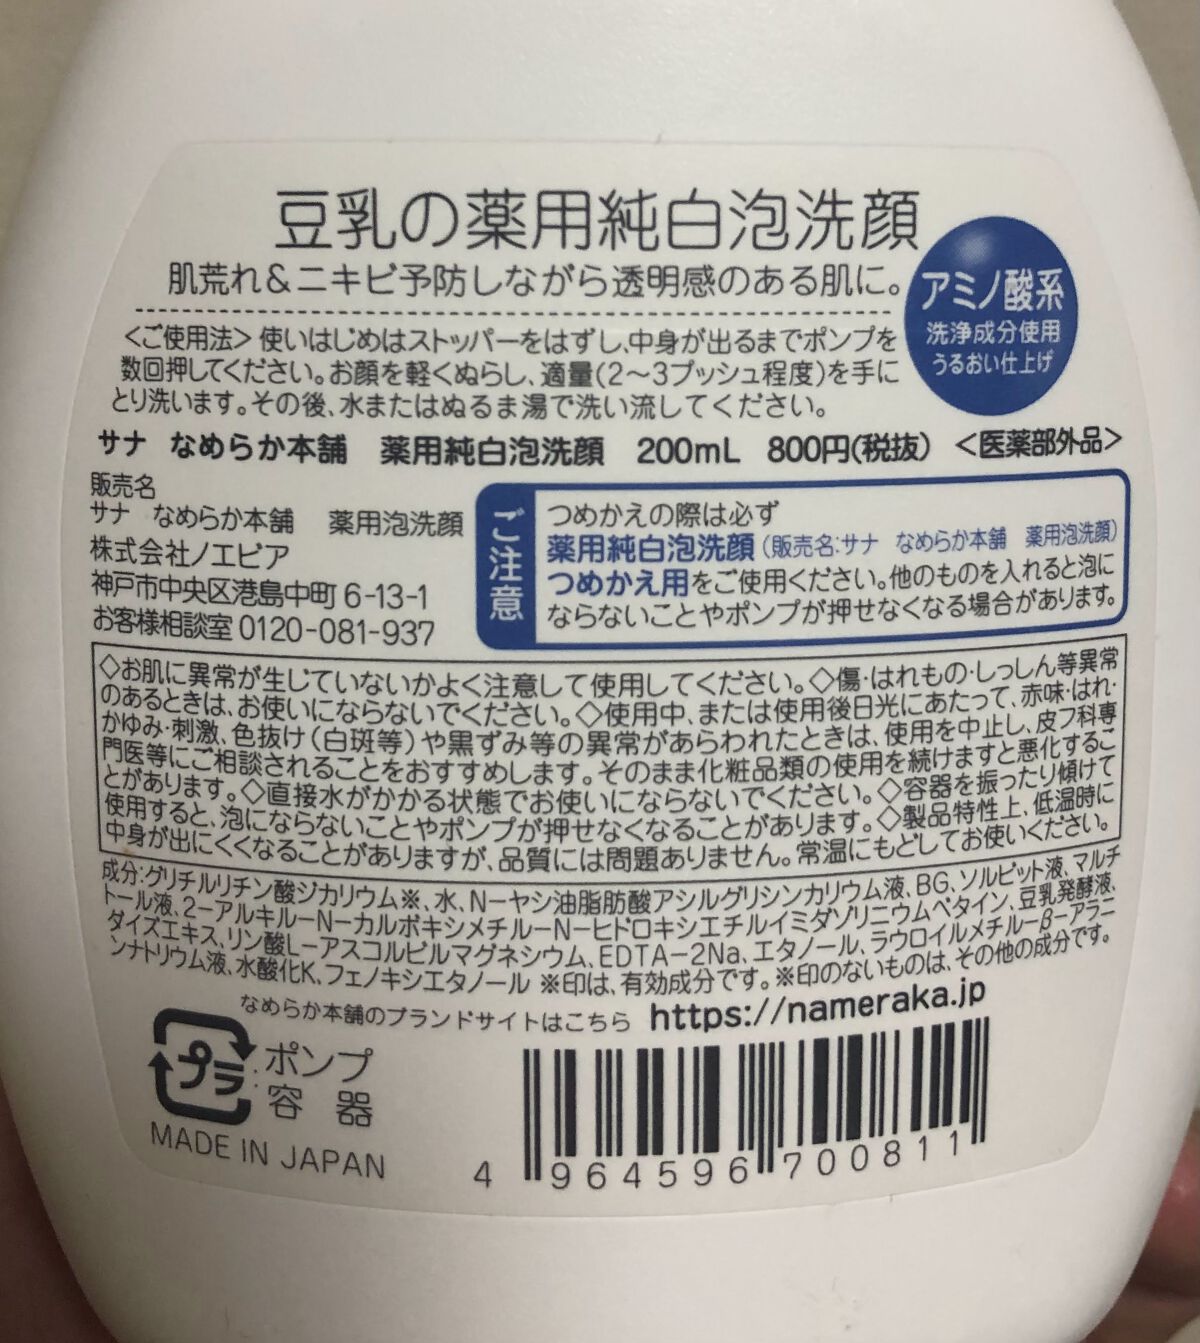 豆乳の薬用純白泡洗顔
肌荒れ&ニキビ予防しながら透明感のある肌に。
アミノ酸系
洗浄成分使用
うるおい仕上げ
<ご使用法> 使いはじめはストッパーをはずし、中身が出るまでポンプを
数回押してください。お顔を軽くぬらし、適量(2〜3プッシュ程度)を手に
とり洗います。その後、水またはぬるま湯で洗い流してください。
サナ なめらか本舗 薬用純白泡洗顔 200mL 800円(税抜) <医薬部外品>
販売名
サナ なめらか本舗 薬用泡洗顔
株式会社ノエビア
神戸市中央区港島中町 6-13-1
お客様相談室 0120-081-937
ご注意
つめかえの際は必ず
薬用純白泡洗顔(販売名:サナ なめらか本舗 薬用泡洗顔)
つめかえ用をご使用ください。他のものを入れると泡に
ならないことやポンプが押せなくなる場合があります。
◇お肌に異常が生じていないかよく注意して使用してください。◇傷・はれもの・しっしん等異常
のあるときは、お使いにならないでください。◇使用中、または使用後日光にあたって、赤味・はれ・
かゆみ・刺激、色抜け(白斑等)や黒ずみ等の異常があらわれたときは、使用を中止し、皮フ科専
門医等にご相談されることをおすすめします。そのまま化粧品類の使用を続けますと悪化するこ
とがあります。◇直接水がかかる状態でお使いにならないでください。◇容器を振ったり傾けて
使用すると、泡にならないことやポンプが押せなくなることがあります。◇製品特性上、低温時に
中身が出にくくなることがありますが、品質には問題ありません。常温にもどしてお使いください。
成分:グリチルリチン酸ジカリウム※、水、N-ヤシ油脂肪酸アシルグリシンカリウム液、BG、ソルビット液、マルチ
トール液、2-アルキル-N-カルボキシメチル-N-ヒドロキシエチルイミダゾリニウムベタイン、豆乳発酵液、
ダイズエキス、リン酸L-アスコルビルマグネシウム、EDTA-2Na、エタノール、ラウロイルメチル-β-アラニ
ンナトリウム液、水酸化K、フェノキシエタノール ※印は、有効成分です。※印のないものは、その他の成分です。
なめらか本舗のブランドサイトはこちら https://nameraka.jp
プラ
:ポンプ
容器
MADE IN JAPAN
4 964596 700811